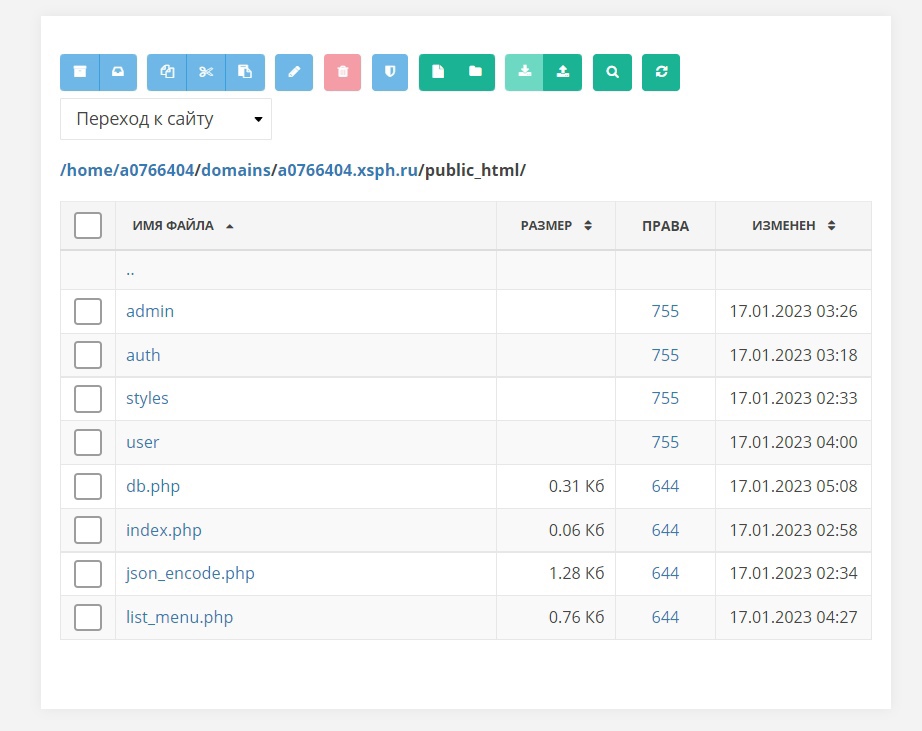 Переход к сайту
/home/a0766404/domains/a0766404.xsph.ru/public_html/
ИМЯ ФАЙЛА РАЗМЕР ПРАВА ИЗМЕНЕН
..
admin 755 17.01.2023 03:26
auth 755 17.01.2023 03:18
styles 755 17.01.2023 02:33
user 755 17.01.2023 04:00
db.php 0.31 Кб 644 17.01.2023 05:08
index.php 0.06 Кб 644 17.01.2023 02:58
json_encode.php 1.28 Кб 644 17.01.2023 02:34
list_menu.php 0.76 Кб 644 17.01.2023 04:27